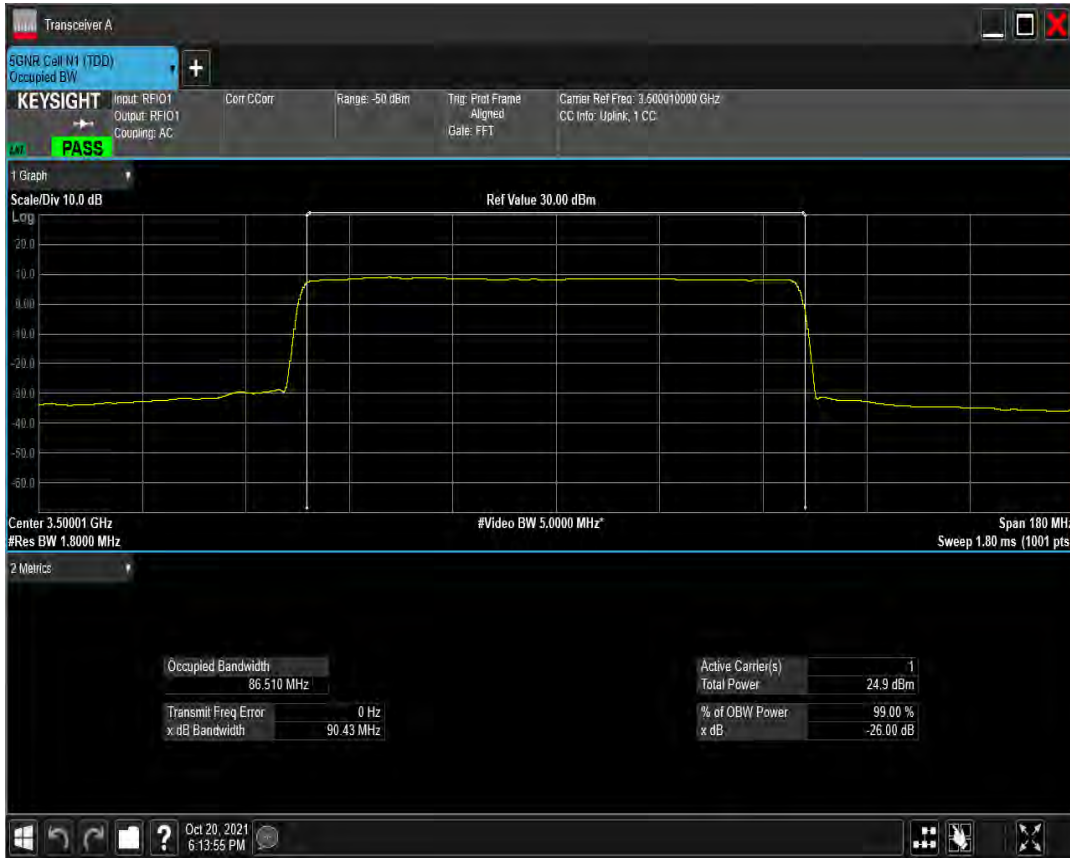 Transceiver A
5GNR Cell N1 (TDD)
Occupied BW
+
KEYSIGHT
Input: RFIO1
Output: RFIO1
Coupling: AC
Corr CCorr
Range: -50 dBm
Trig: Prot Frame
Aligned
Gate: FFT
Carrier Ref Freq: 3.500010000 GHz
CC Info: Uplink, 1 CC
PASS
1 Graph
Scale/Div 10.0 dB
Ref Value 30.00 dBm
Log
20.0
10.0
0.00
-10.0
-20.0
-30.0
-40.0
-50.0
-60.0
Center 3.50001 GHz
#Video BW 5.0000 MHz*
Span 180 MHz
#Res BW 1.8000 MHz
Sweep 1.80 ms (1001 pts
2 Metrics
Occupied Bandwidth
86.510 MHz
Transmit Freq Error 0 Hz
x dB Bandwidth 90.43 MHz
Active Carrier(s) 1
Total Power 24.9 dBm
% of OBW Power 99.00 %
x dB -26.00 dB
?
Oct 20, 2021
6:13:55 PM